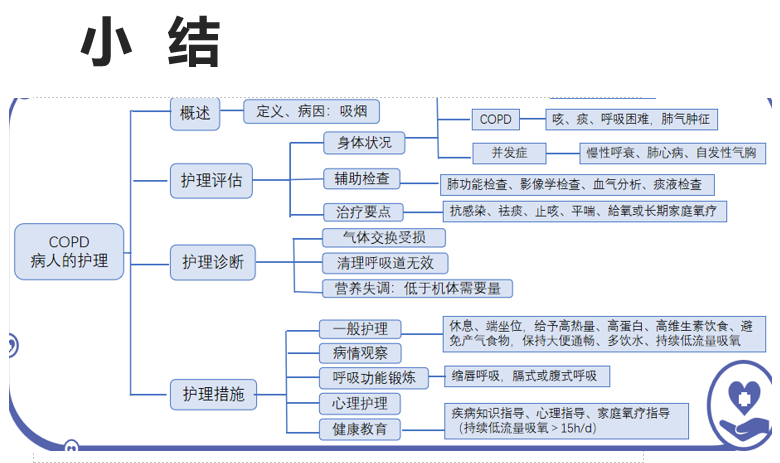 小 结
概述
定义、病因：吸烟
COPD
咳、痰、呼吸困难，肺气肿征
身体状况
并发症
慢性呼衰、肺心病、自发性气胸
护理评估
辅助检查
肺功能检查、影像学检查、血气分析、痰液检查
治疗要点
抗感染、祛痰、止咳、平喘、給氧或长期家庭氧疗
COPD
病人的护理
护理诊断
气体交换受损
清理呼吸道无效
营养失调：低于机体需要量
护理措施
一般护理
休息、端坐位，给予高热量、高蛋白、高维生素饮食、避
免产气食物，保持大便通畅、多饮水、持续低流量吸氧
病情观察
呼吸功能锻炼
缩唇呼吸，膈式或腹式呼吸
心理护理
健康教育
疾病知识指导、心理指导、家庭氧疗指导
（持续低流量吸氧＞15h/d）